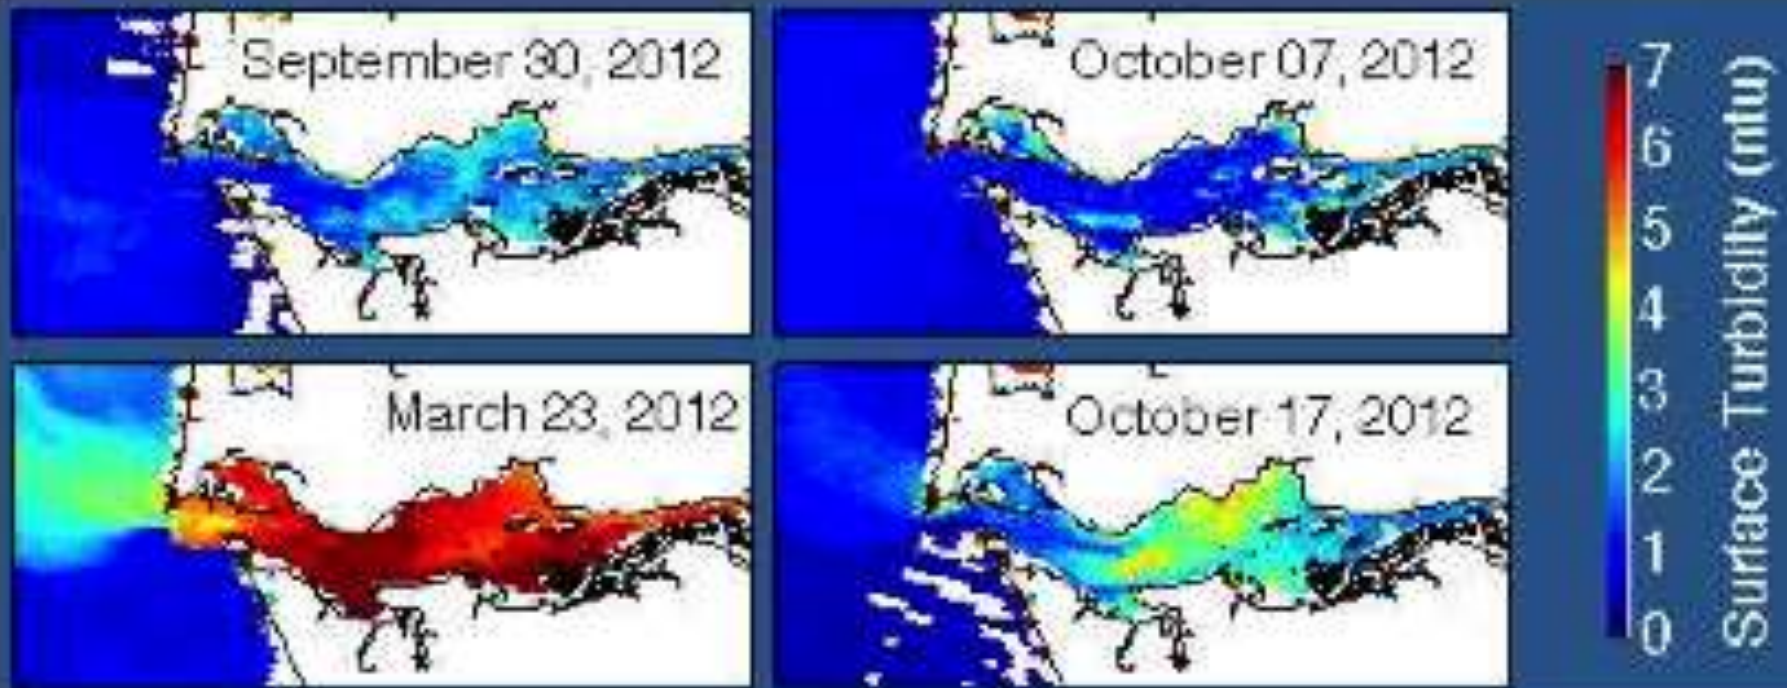 September 30, 2012
October 07, 2012
March 23, 2012
October 17, 2012
7
6
5
4
3
2
1
0
Surface Turbidity (ntu)